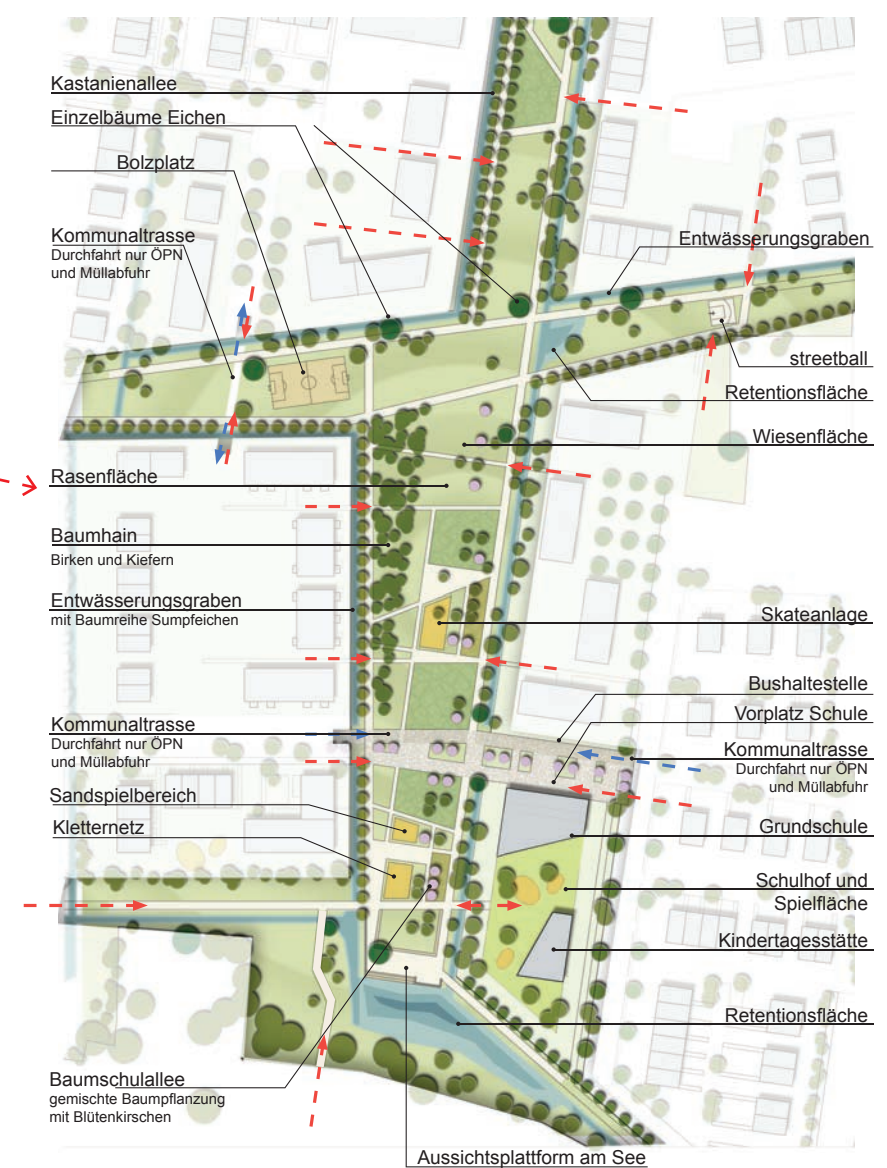 Kastanienallee
Einzelbäume Eichen
Bolzplatz
Kommunaltrasse
Durchfahrt nur ÖPN
und Müllabfuhr
Rasenfläche
Baumhain
Birken und Kiefern
Entwässerungsgraben
mit Baumreihe Sumpfeichen
Kommunaltrasse
Durchfahrt nur ÖPN
und Müllabfuhr
Sandspielbereich
Kletternetz
Baumschulallee
gemischte Baumpflanzung
mit Blütenkirschen
Entwässerungsgraben
streetball
Retentionsfläche
Wiesenfläche
Skateanlage
Bushaltestelle
Vorplatz Schule
Kommunaltrasse
Durchfahrt nur ÖPN
und Müllabfuhr
Grundschule
Schulhof und
Spielfläche
Kindertagesstätte
Retentionsfläche
Aussichtsplattform am See